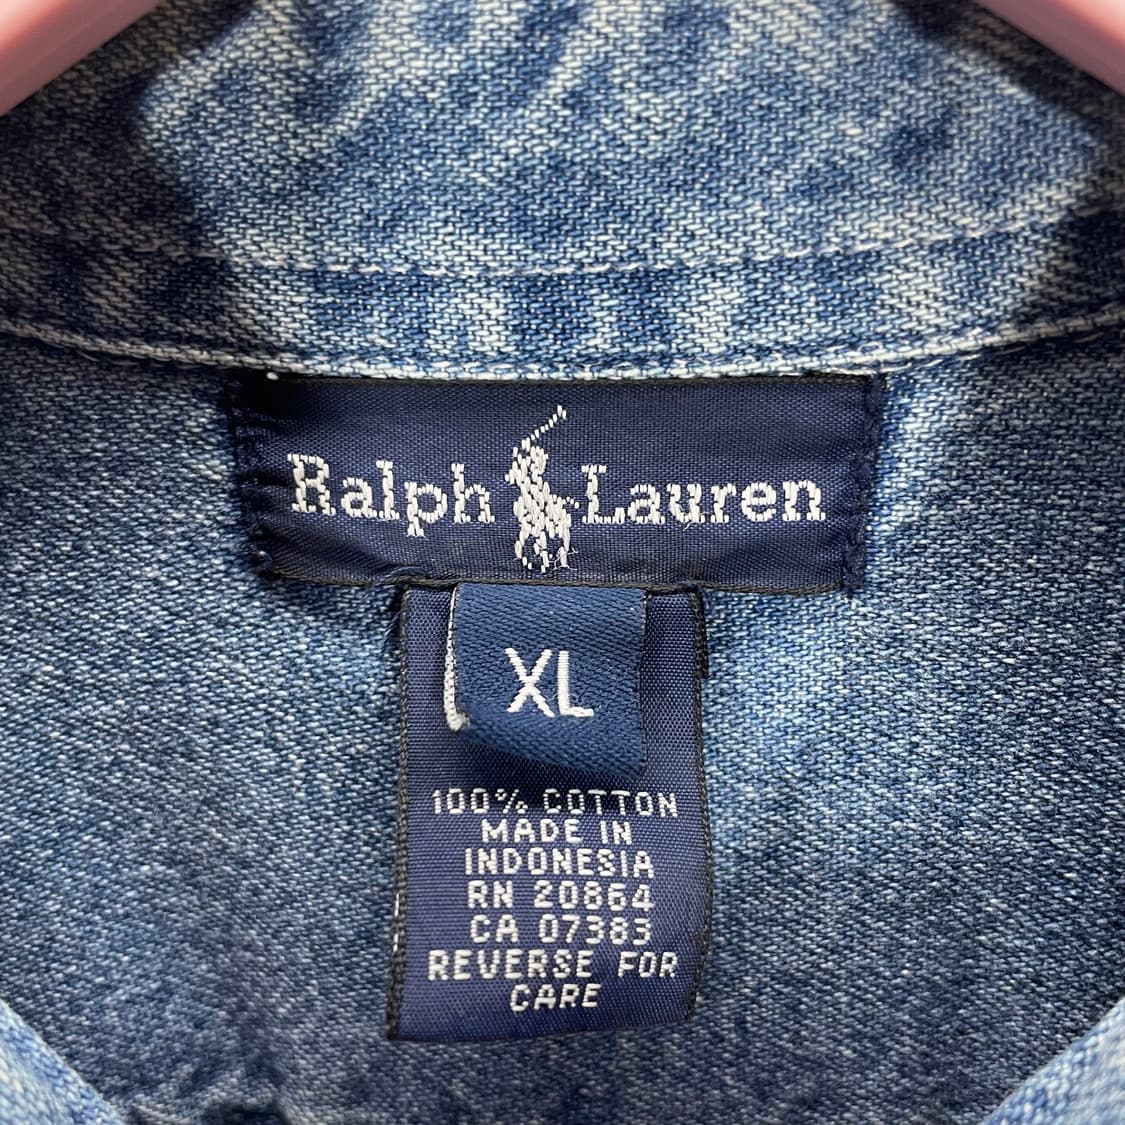 Ralph Lauren
XL
100% COTTON
MADE IN
INDONESIA
RN 20864
CA 07383
REVERSE FOR
CARE